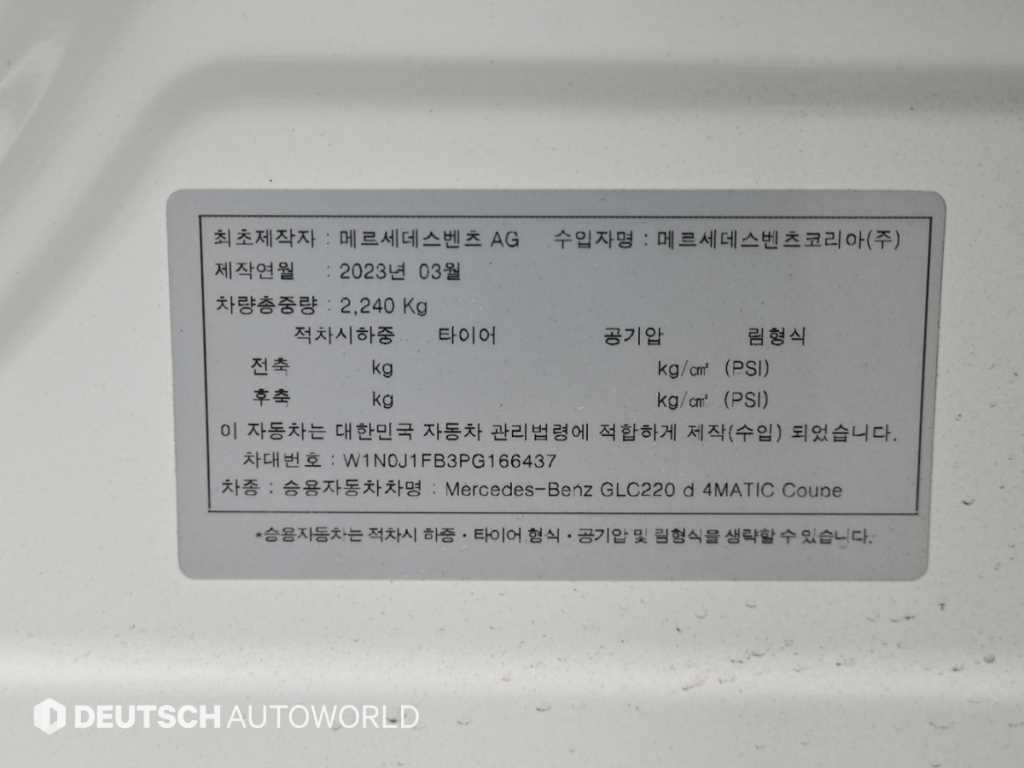 최초제작자 : 메르세데스벤츠 AG 수입자명 : 메르세데스벤츠코리아(주)
제작연월 : 2023년 03월
차량총중량 : 2,240 Kg
적차시하중 타이어 공기압 림형식
전축 kg kg/㎠ (PSI)
후축 kg kg/㎠ (PSI)
이 자동차는 대한민국 자동차 관리법령에 적합하게 제작(수입) 되었습니다.
차대번호 : W1N0J1FB3PG166437
차종 : 승용자동차차명 : Mercedes-Benz GLC220 d 4MATIC Coupe
*승용자동차는 적차시 하중·타이어 형식·공기압 및 림형식을 생략할 수 있습니다.
DEUTSCH AUTOWORLD